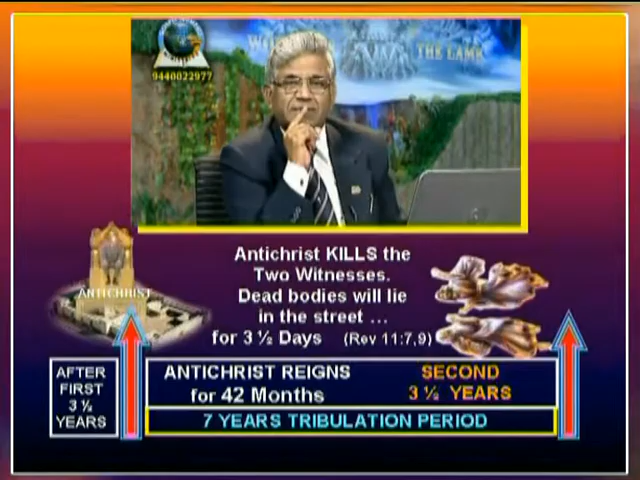 9440022977
THE LAMB
Antichrist KILLS the
Two Witnesses.
Dead bodies will lie
in the street ...
for 3 ½ Days (Rev 11:7,9)
ANTICHRIST
AFTER
FIRST
3 ½
YEARS
ANTICHRIST REIGNS
for 42 Months
SECOND
3 ½ YEARS
7 YEARS TRIBULATION PERIOD